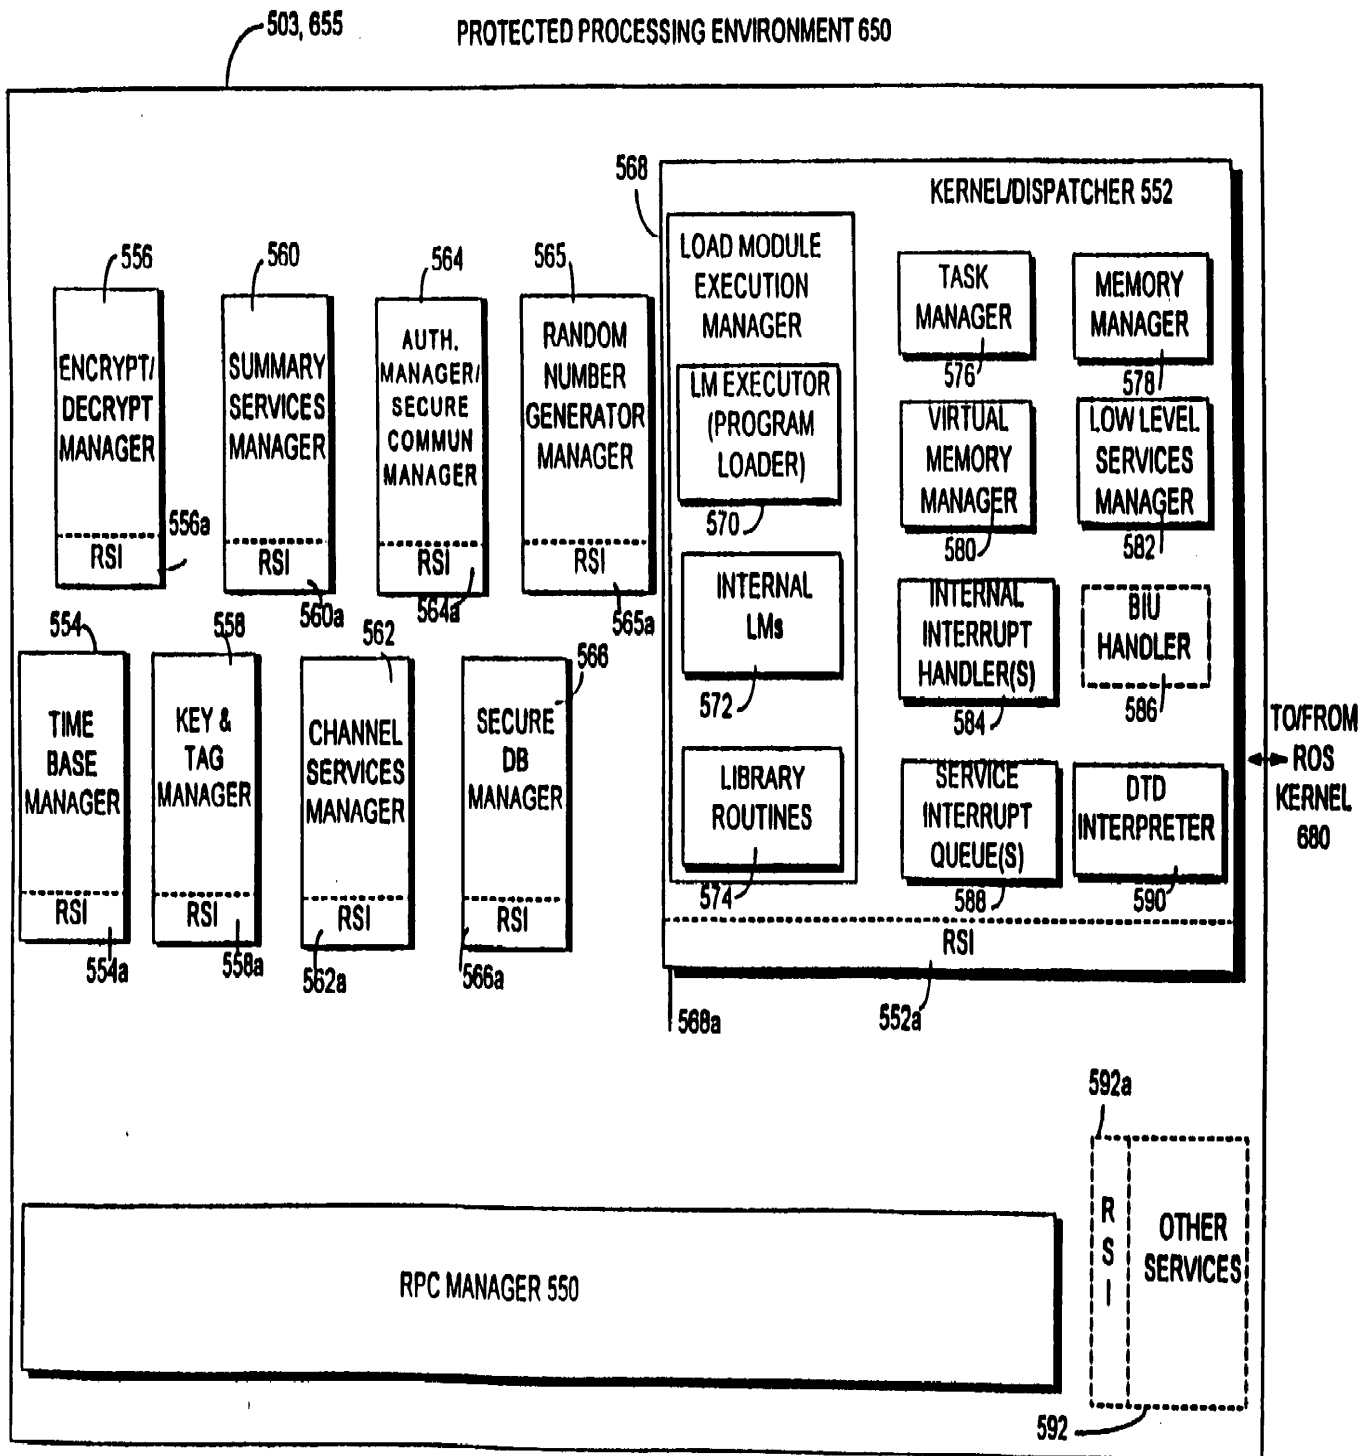 503, 655
PROTECTED PROCESSING ENVIRONMENT 650
568
KERNEL/DISPATCHER 552
556
560
564
565
LOAD MODULE
EXECUTION
MANAGER
TASK
MANAGER
576
MEMORY
MANAGER
578
ENCRYPT/
DECRYPT
MANAGER
RSI
556a
SUMMARY
SERVICES
MANAGER
RSI
560a
AUTH.
MANAGER/
SECURE
COMMUN
MANAGER
RSI
564a
RANDOM
NUMBER
GENERATOR
MANAGER
RSI
565a
LM EXECUTOR
(PROGRAM
LOADER)
570
VIRTUAL
MEMORY
MANAGER
580
LOW LEVEL
SERVICES
MANAGER
582
INTERNAL
LMs
572
INTERNAL
INTERRUPT
HANDLER(S)
584
BIU
HANDLER
586
554
558
562
566
TIME
BASE
MANAGER
RSI
554a
KEY &
TAG
MANAGER
RSI
558a
CHANNEL
SERVICES
MANAGER
RSI
562a
SECURE
DB
MANAGER
RSI
566a
LIBRARY
ROUTINES
574
SERVICE
INTERRUPT
QUEUE(S)
588
DTD
INTERPRETER
590
TO/FROM
ROS
KERNEL
680
RSI
568a
552a
592a
RSI
OTHER
SERVICES
592
RPC MANAGER 550